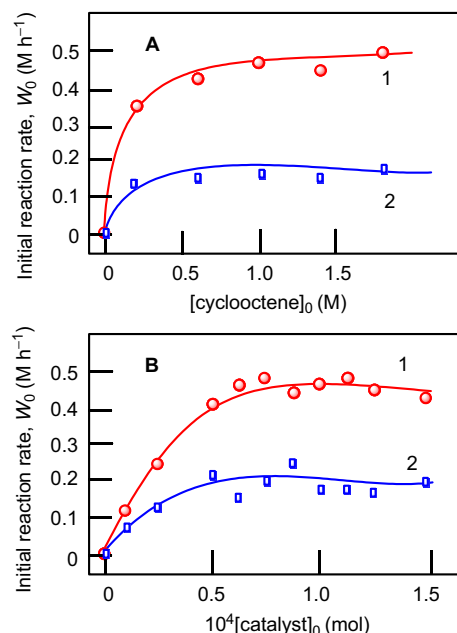 A
Initial reaction rate, W₀ (M h⁻¹)
0.5
0.4
0.3
0.2
0.1
0
1
2
0 0.5 1.0 1.5
[cyclooctene]₀ (M)
B
Initial reaction rate, W₀ (M h⁻¹)
0.5
0.4
0.3
0.2
0.1
0
1
2
0 0.5 1.0 1.5
10⁴[catalyst]₀ (mol)